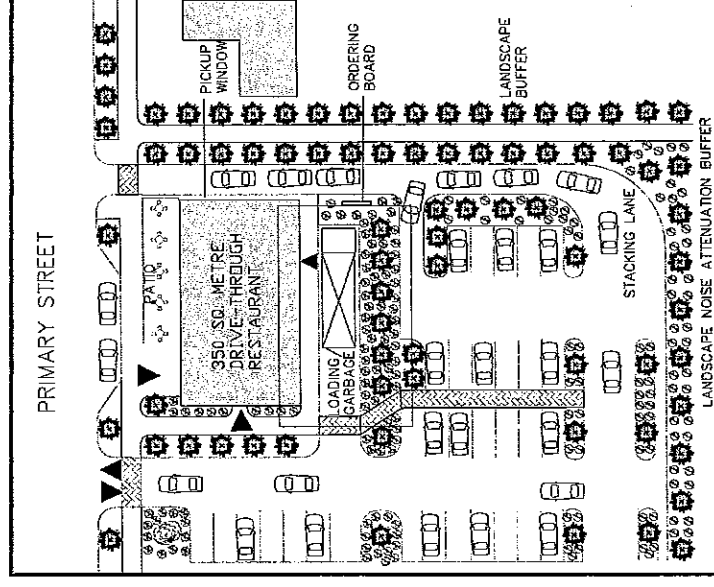 PRIMARY STREET
PICKUP
WINDOW
ORDERING
BOARD
LANDSCAPE
BUFFER
PATIO
350 SQ. METRE
DRIVE-THROUGH
RESTAURANT
LOADING
GARBAGE
STACKING LANE
LANDSCAPE NOISE ATTENUATION BUFFER